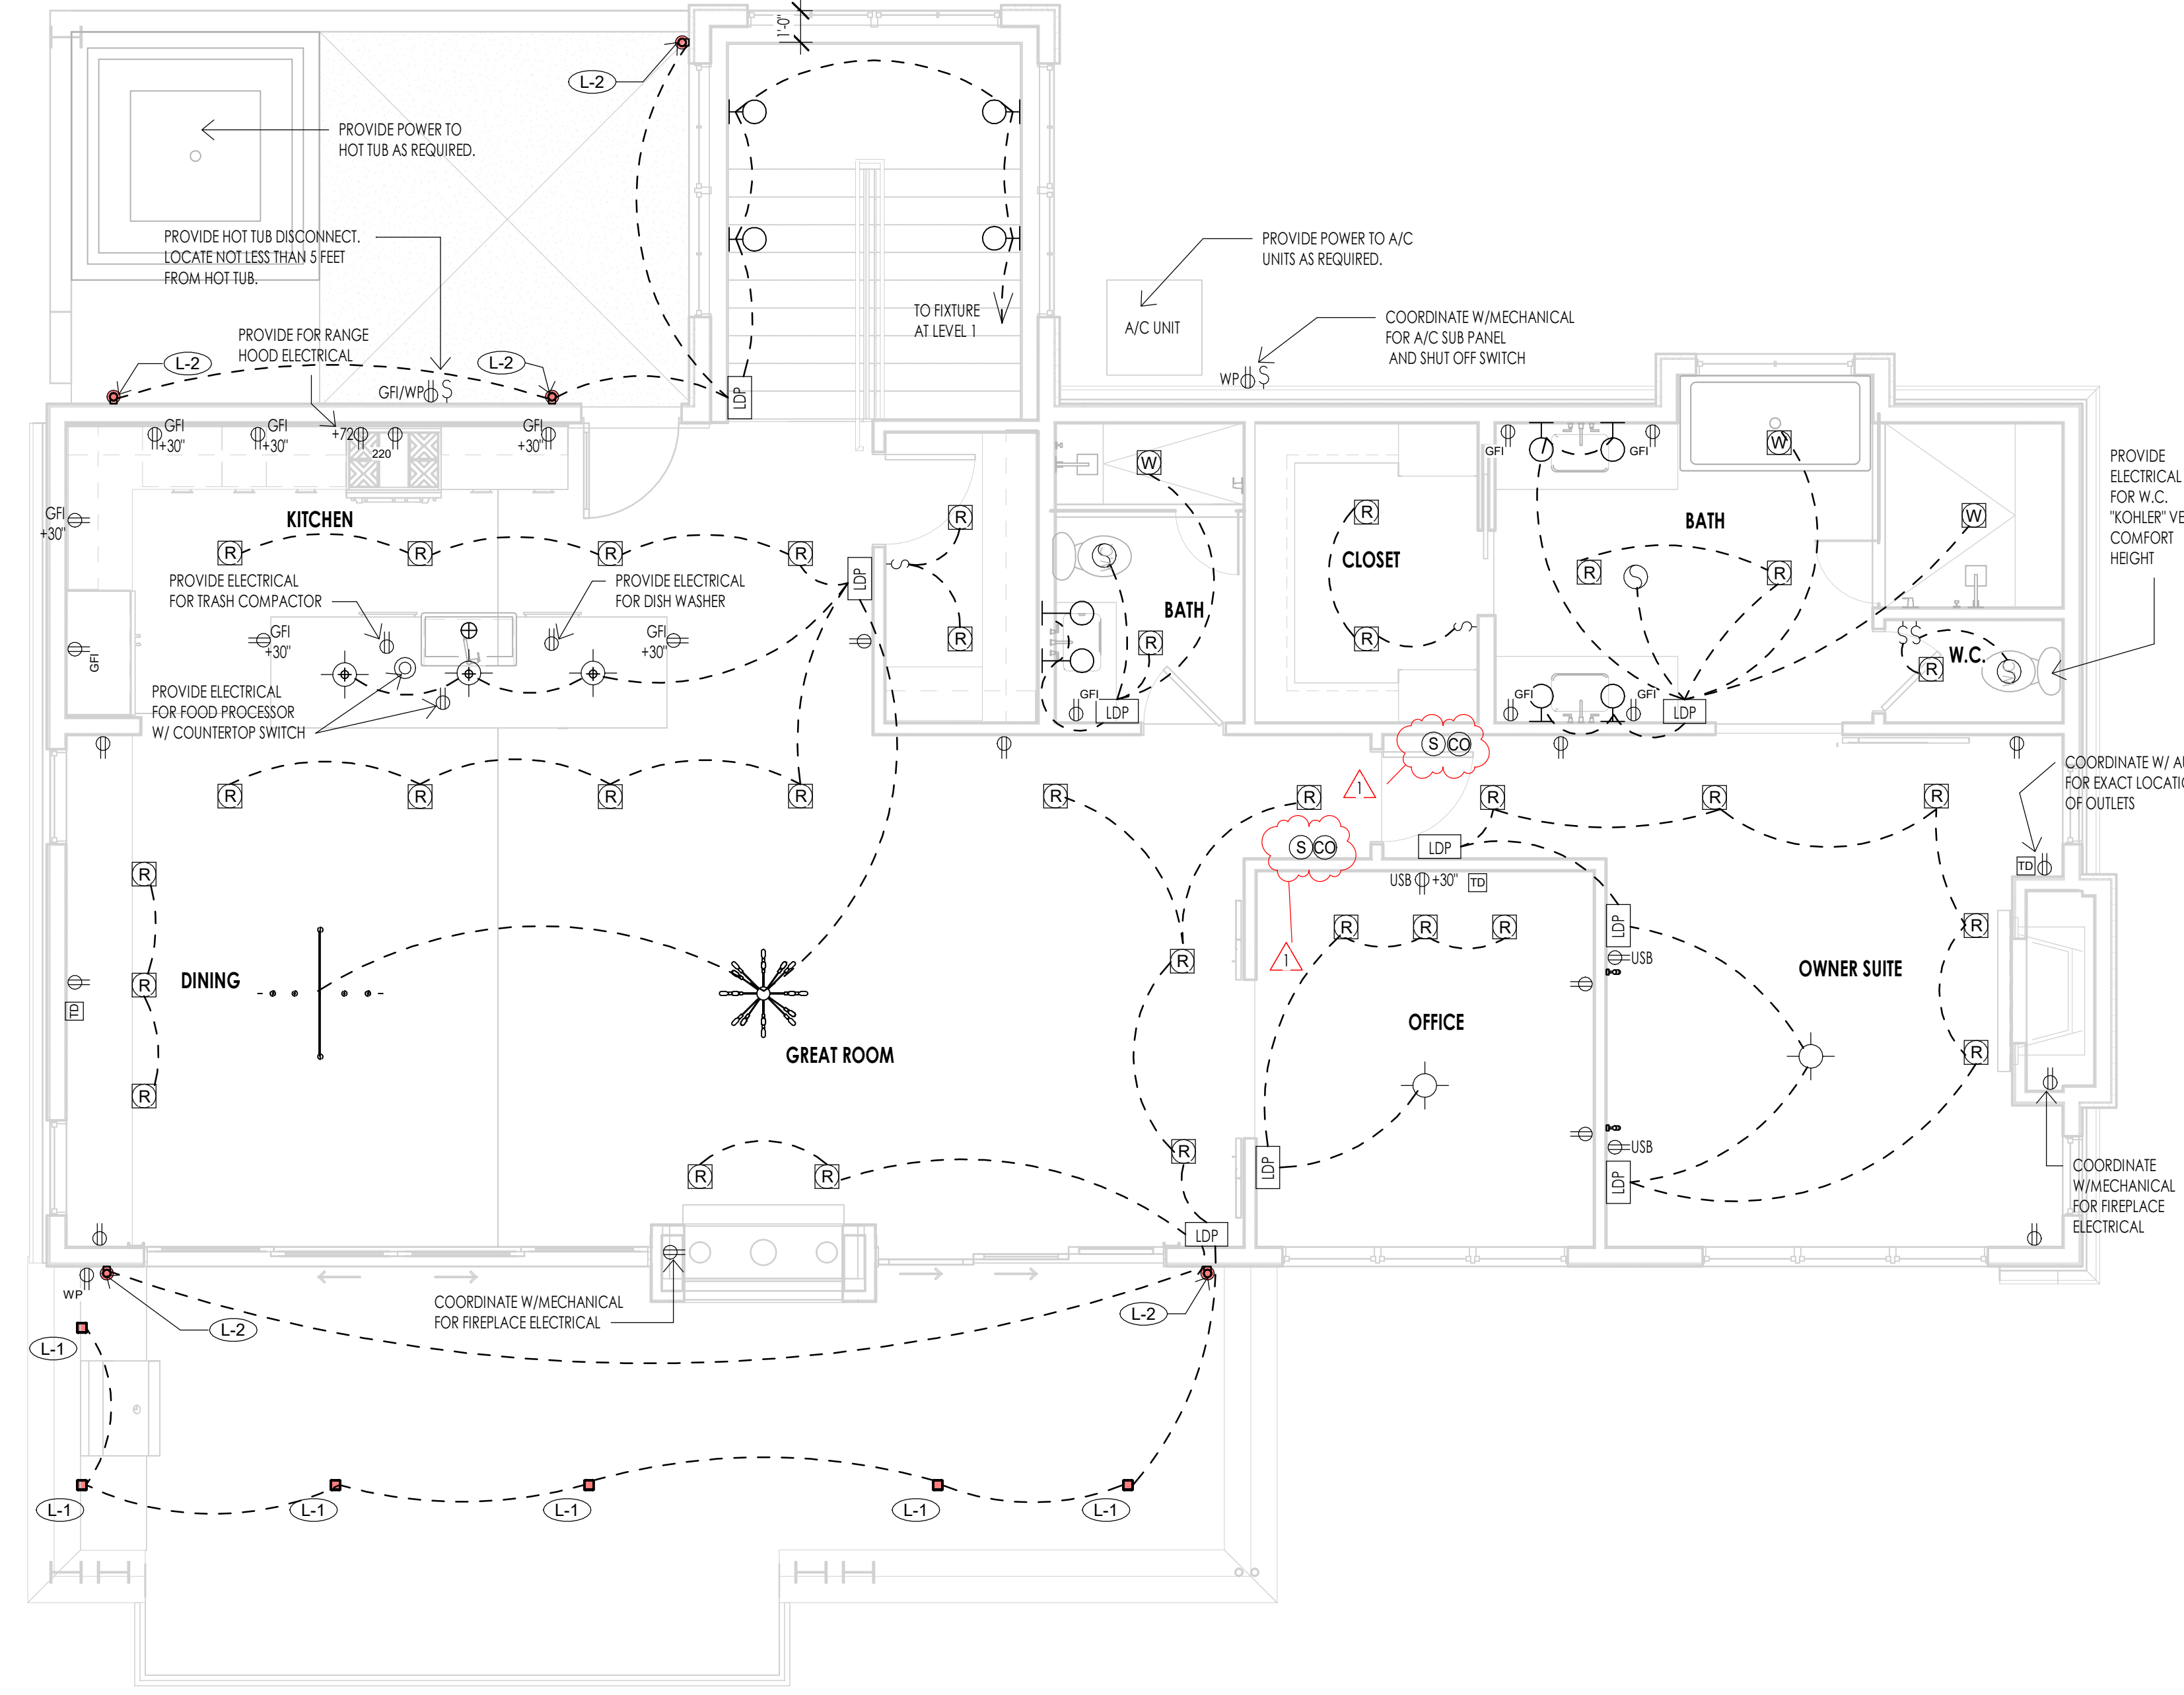 1'-0"
L-2
PROVIDE POWER TO
HOT TUB AS REQUIRED.
PROVIDE HOT TUB DISCONNECT.
LOCATE NOT LESS THAN 5 FEET
FROM HOT TUB.
PROVIDE POWER TO A/C
UNITS AS REQUIRED.
TO FIXTURE
AT LEVEL 1
A/C UNIT
COORDINATE W/MECHANICAL
FOR A/C SUB PANEL
AND SHUT OFF SWITCH
PROVIDE FOR RANGE
HOOD ELECTRICAL
L-2
L-2
GFI/WP
S
LDP
WP
S
GFI
+30"
GFI
+30"
+72
220
GFI
+30"
GFI
+30"
KITCHEN
R
R
R
R
LDP
R
R
PROVIDE ELECTRICAL
FOR TRASH COMPACTOR
PROVIDE ELECTRICAL
FOR DISH WASHER
GFI
+30"
GFI
+30"
GFI
PROVIDE ELECTRICAL
FOR FOOD PROCESSOR
W/ COUNTERTOP SWITCH
W
BATH
R
GFI
LDP
CLOSET
R
R
GFI
GFI
W
BATH
W
R
R
GFI
GFI
LDP
S S
W.C.
R
PROVIDE
ELECTRICAL
FOR W.C.
"KOHLER" VE
COMFORT
HEIGHT
S CO
1
S CO
1
R
R
R
R
R
R
R
R
R
LDP
COORDINATE W/ AU
FOR EXACT LOCATIO
OF OUTLETS
TD
USB +30" TD
R
R
R
R
R
R
R
LDP
USB
R
R
TD
DINING
GREAT ROOM
OFFICE
OWNER SUITE
R
R
R
R
LDP
USB
LDP
LDP
COORDINATE
W/MECHANICAL
FOR FIREPLACE
ELECTRICAL
WP
L-2
COORDINATE W/MECHANICAL
FOR FIREPLACE ELECTRICAL
L-2
L-1
L-1
L-1
L-1
L-1
L-1